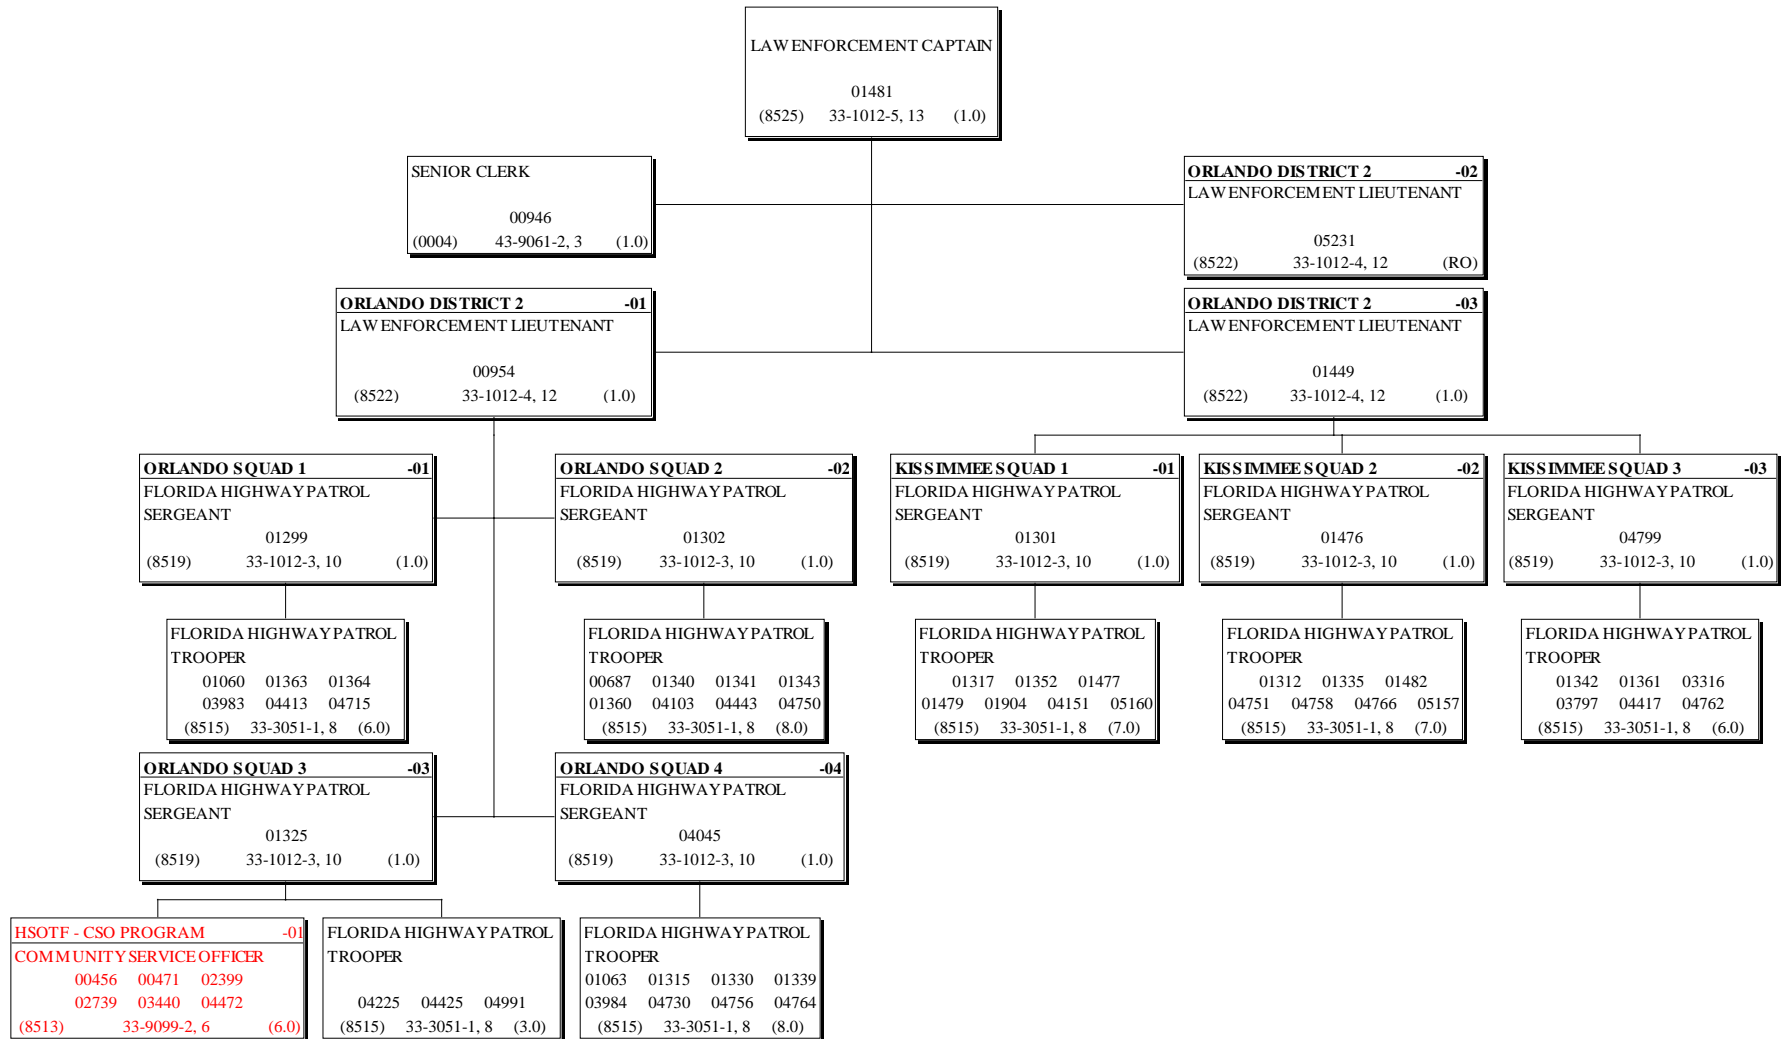 LAW ENFORCEMENT CAPTAIN
01481
(8525) 33-1012-5, 13 (1.0)
SENIOR CLERK
00946
(0004) 43-9061-2, 3 (1.0)
ORLANDO DISTRICT 2 -02
LAW ENFORCEMENT LIEUTENANT
05231
(8522) 33-1012-4, 12 (RO)
ORLANDO DISTRICT 2 -01
LAW ENFORCEMENT LIEUTENANT
00954
(8522) 33-1012-4, 12 (1.0)
ORLANDO DISTRICT 2 -03
LAW ENFORCEMENT LIEUTENANT
01449
(8522) 33-1012-4, 12 (1.0)
ORLANDO SQUAD 1 -01
FLORIDA HIGHWAY PATROL
SERGEANT
01299
(8519) 33-1012-3, 10 (1.0)
ORLANDO SQUAD 2 -02
FLORIDA HIGHWAY PATROL
SERGEANT
01302
(8519) 33-1012-3, 10 (1.0)
KISSIMMEE SQUAD 1 -01
FLORIDA HIGHWAY PATROL
SERGEANT
01301
(8519) 33-1012-3, 10 (1.0)
KISSIMMEE SQUAD 2 -02
FLORIDA HIGHWAY PATROL
SERGEANT
01476
(8519) 33-1012-3, 10 (1.0)
KISSIMMEE SQUAD 3 -03
FLORIDA HIGHWAY PATROL
SERGEANT
04799
(8519) 33-1012-3, 10 (1.0)
FLORIDA HIGHWAY PATROL
TROOPER
01060 01363 01364
03983 04413 04715
(8515) 33-3051-1, 8 (6.0)
FLORIDA HIGHWAY PATROL
TROOPER
00687 01340 01341 01343
01360 04103 04443 04750
(8515) 33-3051-1, 8 (8.0)
FLORIDA HIGHWAY PATROL
TROOPER
01317 01352 01477
01479 01904 04151 05160
(8515) 33-3051-1, 8 (7.0)
FLORIDA HIGHWAY PATROL
TROOPER
01312 01335 01482
04751 04758 04766 05157
(8515) 33-3051-1, 8 (7.0)
FLORIDA HIGHWAY PATROL
TROOPER
01342 01361 03316
03797 04417 04762
(8515) 33-3051-1, 8 (6.0)
ORLANDO SQUAD 3 -03
FLORIDA HIGHWAY PATROL
SERGEANT
01325
(8519) 33-1012-3, 10 (1.0)
ORLANDO SQUAD 4 -04
FLORIDA HIGHWAY PATROL
SERGEANT
04045
(8519) 33-1012-3, 10 (1.0)
HSOTF - CSO PROGRAM -01
COMMUNITY SERVICE OFFICER
00456 00471 02399
02739 03440 04472
(8513) 33-9099-2, 6 (6.0)
FLORIDA HIGHWAY PATROL
TROOPER
04225 04425 04991
(8515) 33-3051-1, 8 (3.0)
FLORIDA HIGHWAY PATROL
TROOPER
01063 01315 01330 01339
03984 04730 04756 04764
(8515) 33-3051-1, 8 (8.0)